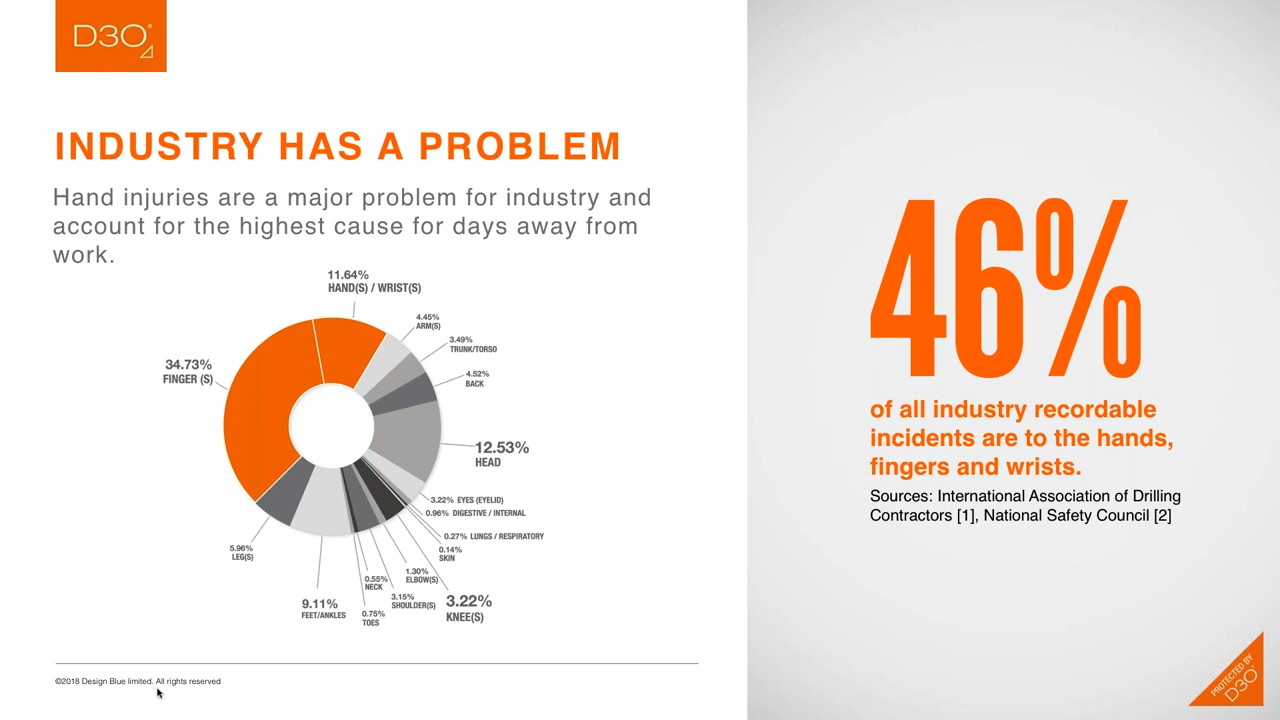 D3O
INDUSTRY HAS A PROBLEM
Hand injuries are a major problem for industry and
account for the highest cause for days away from
work.
11.64%
HAND(S) / WRIST(S)
4.45%
ARM(S)
3.49%
TRUNK/TORSO
4.52%
BACK
34.73%
FINGER (S)
12.53%
HEAD
3.22% EYES (EYELID)
0.96% DIGESTIVE / INTERNAL
0.27% LUNGS / RESPIRATORY
0.14%
SKIN
5.96%
LEG(S)
1.30%
ELBOW(S)
0.55%
NECK
3.15%
SHOULDER(S)
3.22%
KNEE(S)
9.11%
FEET/ANKLES
0.75%
TOES
©2018 Design Blue limited. All rights reserved
46%
of all industry recordable
incidents are to the hands,
fingers and wrists.
Sources: International Association of Drilling
Contractors [1], National Safety Council [2]
PROTECTED BY
D3O